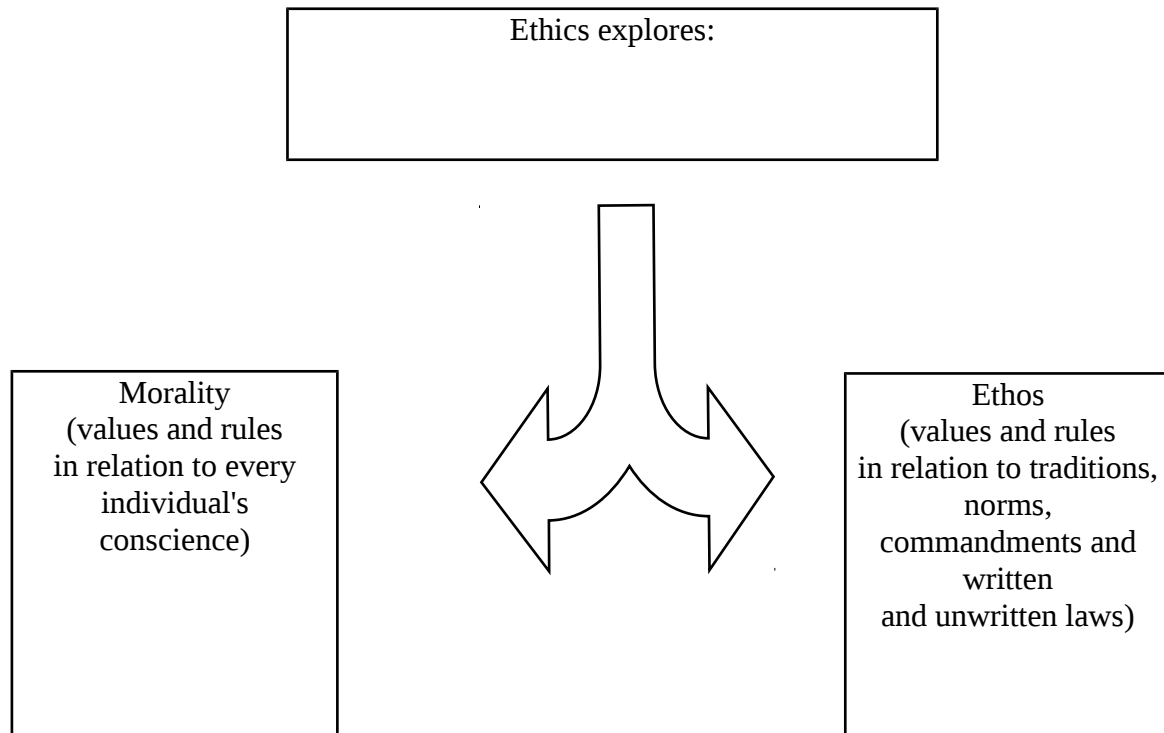 Ethics explores:
Morality
(values and rules
in relation to every
individual's
conscience)
Ethos
(values and rules
in relation to traditions,
norms,
commandments and
written
and unwritten laws)